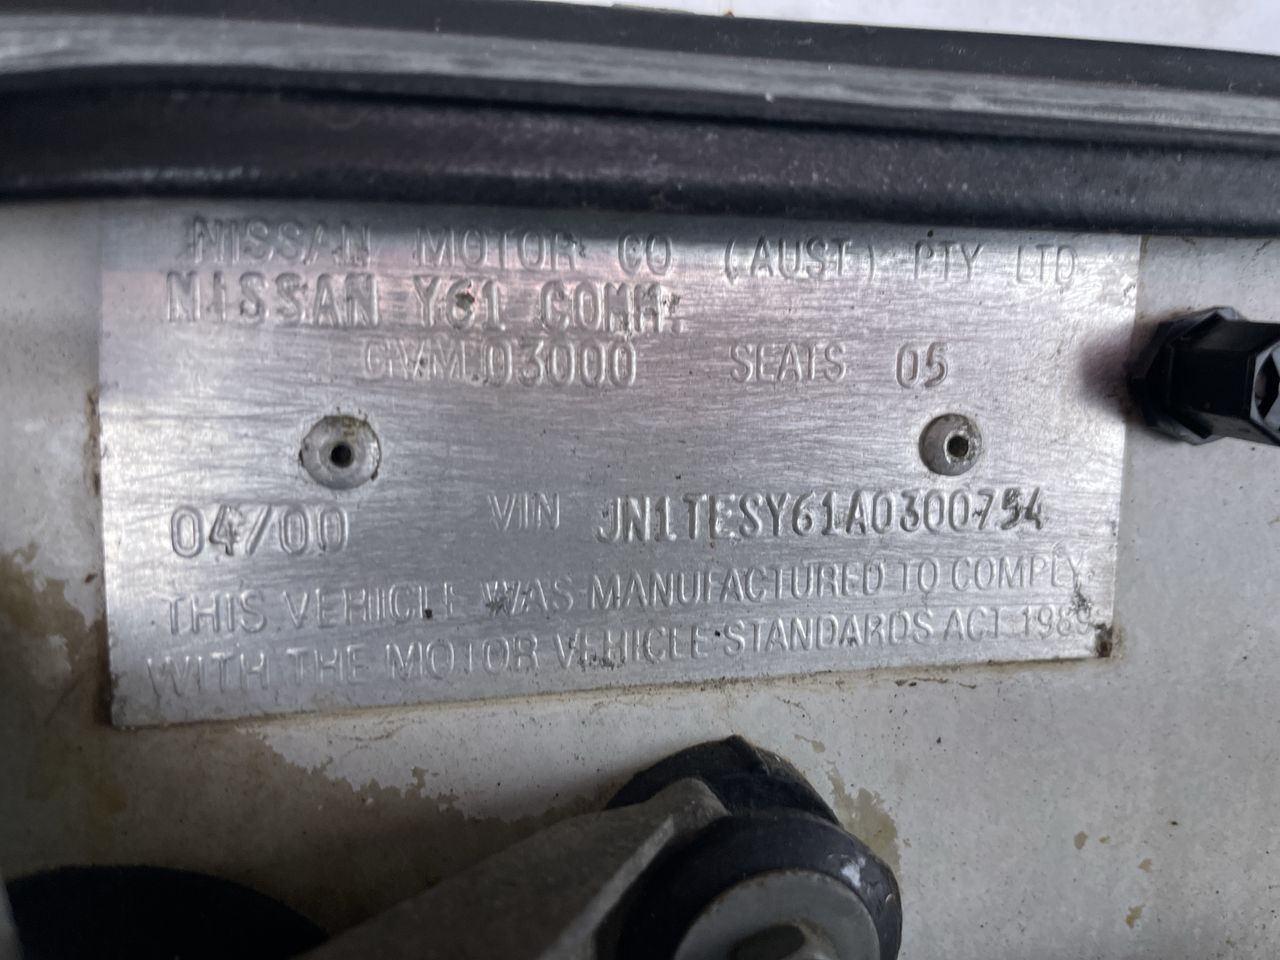 NISSAN MOTOR CO (AUST) PTY LTD
NISSAN Y61 COMM.
GVM 03000 SEATS 05
04/00 VIN JN1TESY61A0300754
THIS VEHICLE WAS MANUFACTURED TO COMPLY
WITH THE MOTOR VEHICLE STANDARDS ACT 1989